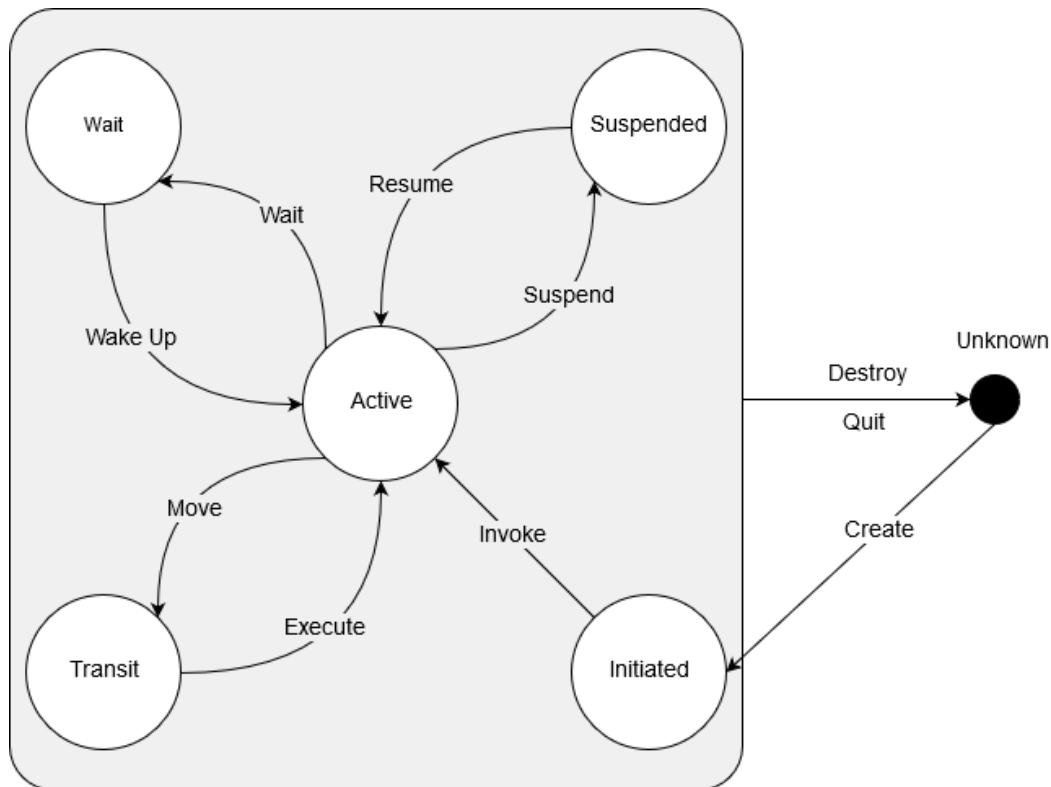 Wait
Suspended
Resume
Wait
Suspend
Wake Up
Unknown
Destroy
Active
Quit
Move
Invoke
Create
Execute
Transit
Initiated